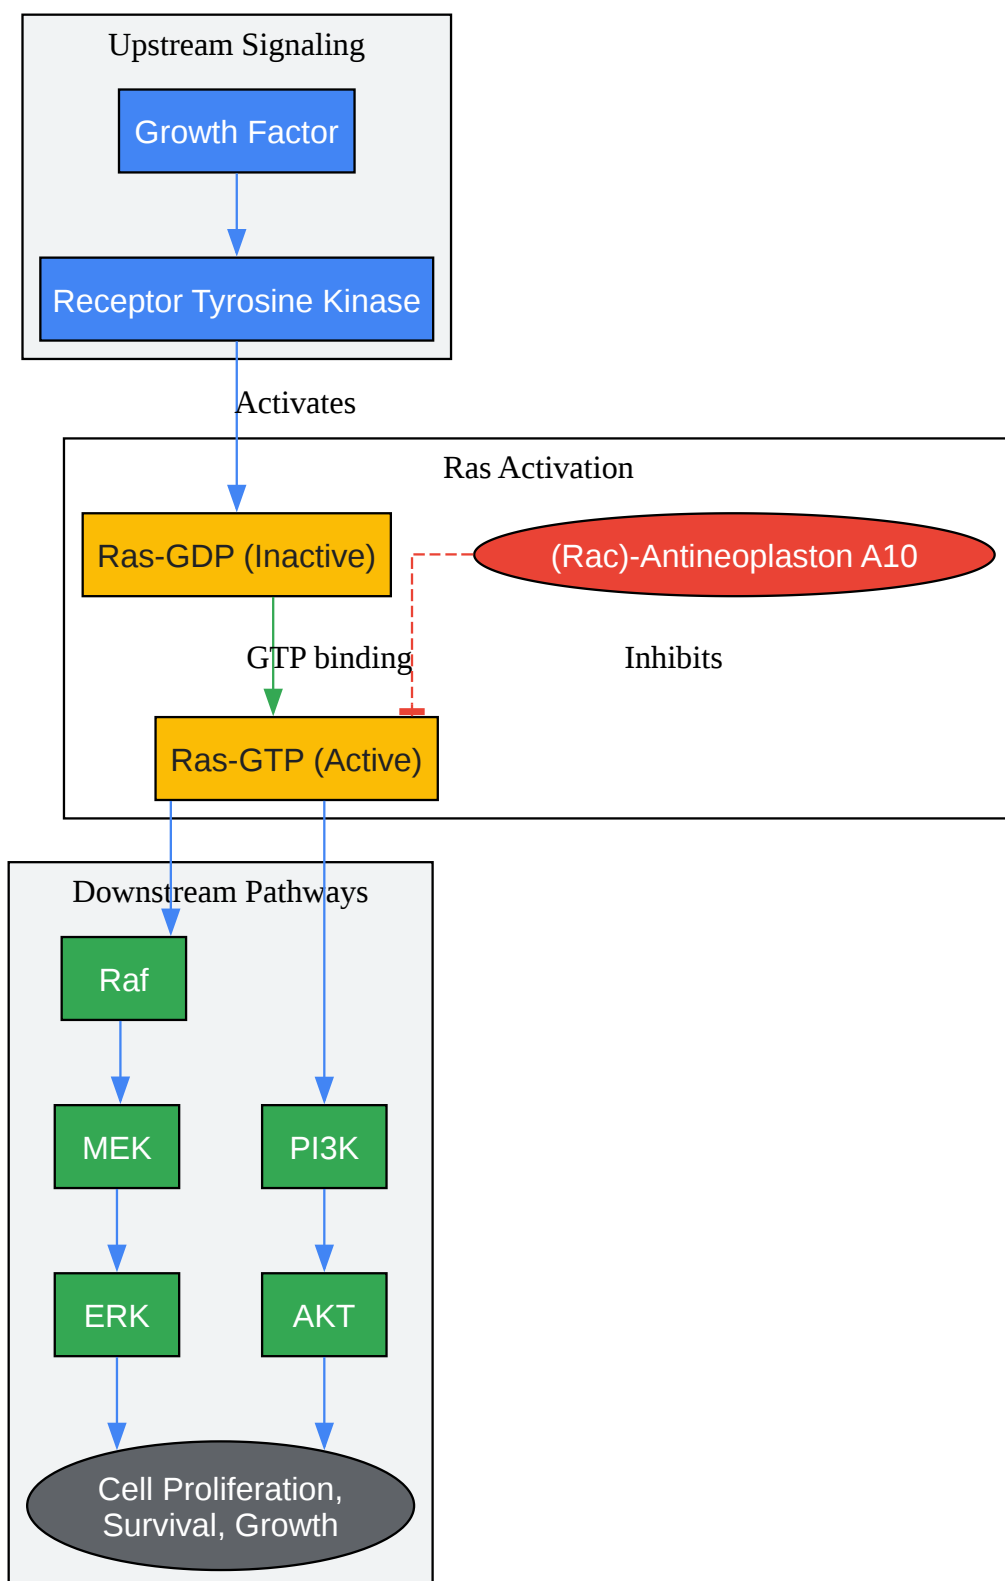 Upstream Signaling
Growth Factor
Receptor Tyrosine Kinase
Activates
Ras Activation
Ras-GDP (Inactive)
(Rac)-Antineoplaston A10
GTP binding
Inhibits
Ras-GTP (Active)
Downstream Pathways
Raf
MEK
PI3K
ERK
AKT
Cell Proliferation,
Survival, Growth